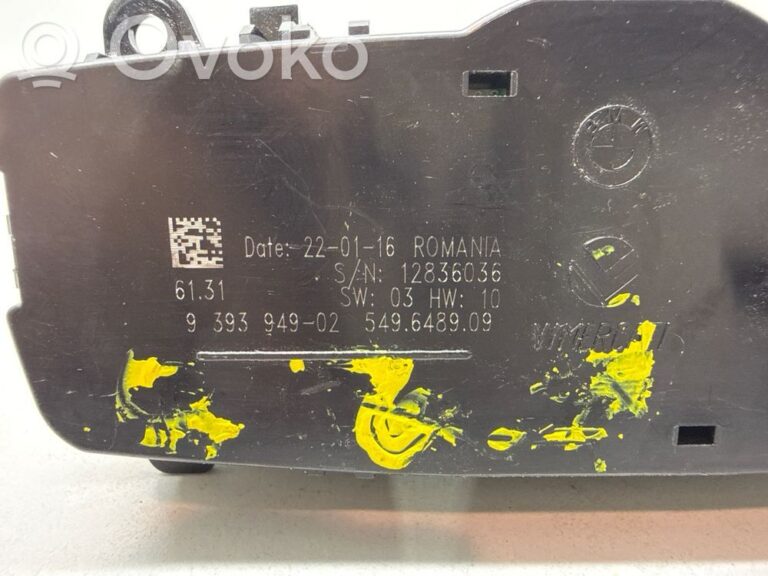 Ovoko
BMW
Date: 22-01-16 ROMANIA
S/N: 12836036
61.31
SW: 03 HW: 10
9 393 949-02 549.6489.09